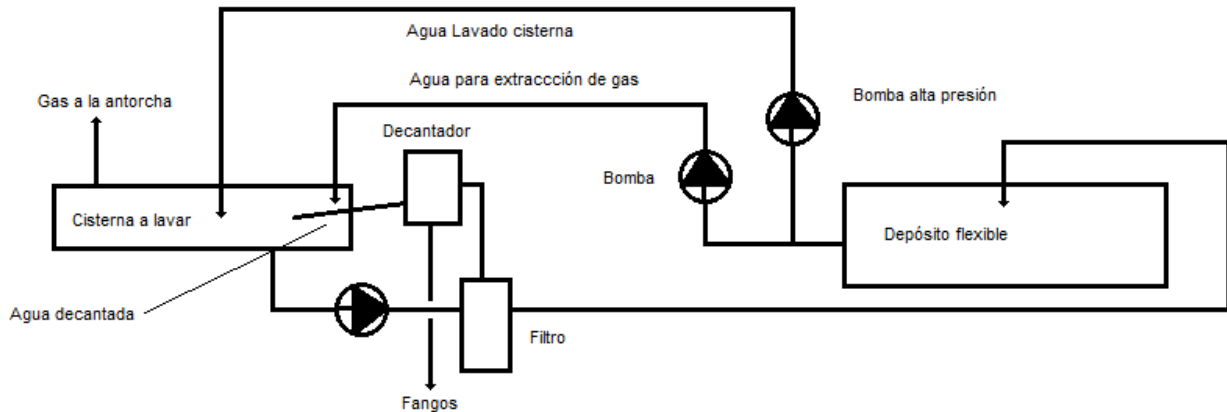 Agua Lavado cisterna
Agua para extraccción de gas
Gas a la antorcha
Bomba alta presión
Decantador
Bomba
Cisterna a lavar
Depósito flexible
Agua decantada
Filtro
Fangos